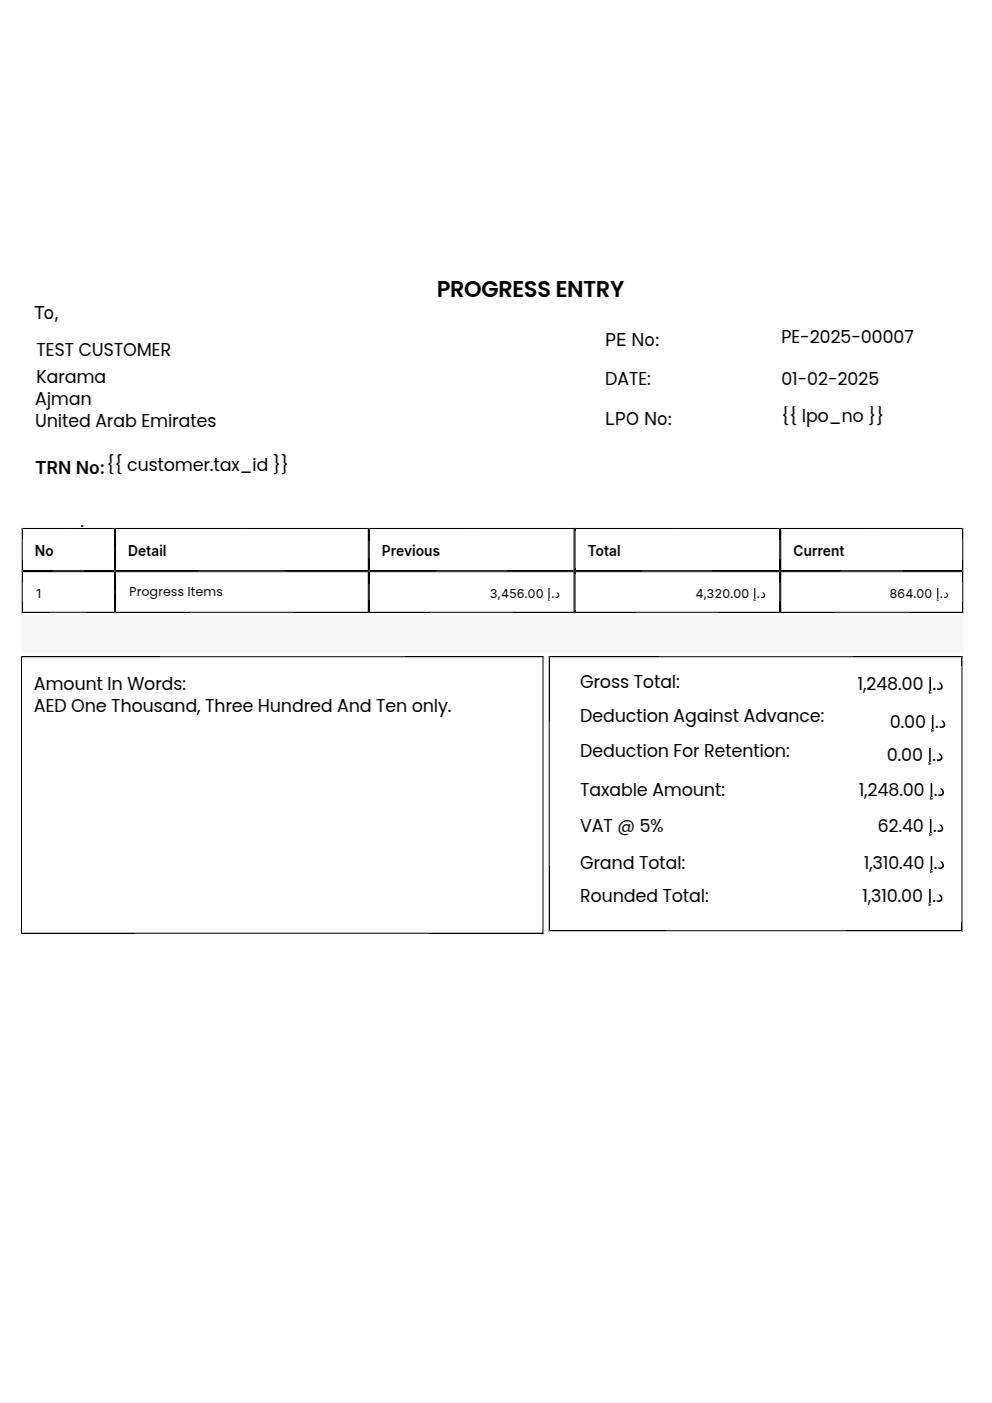 PROGRESS ENTRY
To,
TEST CUSTOMER
Karama
Ajman
United Arab Emirates
TRN No: {{ customer.tax_id }}
PE No: PE-2025-00007
DATE: 01-02-2025
LPO No: {{ lpo_no }}
No Detail Previous Total Current
1 Progress Items 3,456.00 د.إ 4,320.00 د.إ 864.00 د.إ
Amount In Words:
AED One Thousand, Three Hundred And Ten only.
Gross Total: 1,248.00 د.إ
Deduction Against Advance: 0.00 د.إ
Deduction For Retention: 0.00 د.إ
Taxable Amount: 1,248.00 د.إ
VAT @ 5% 62.40 د.إ
Grand Total: 1,310.40 د.إ
Rounded Total: 1,310.00 د.إ